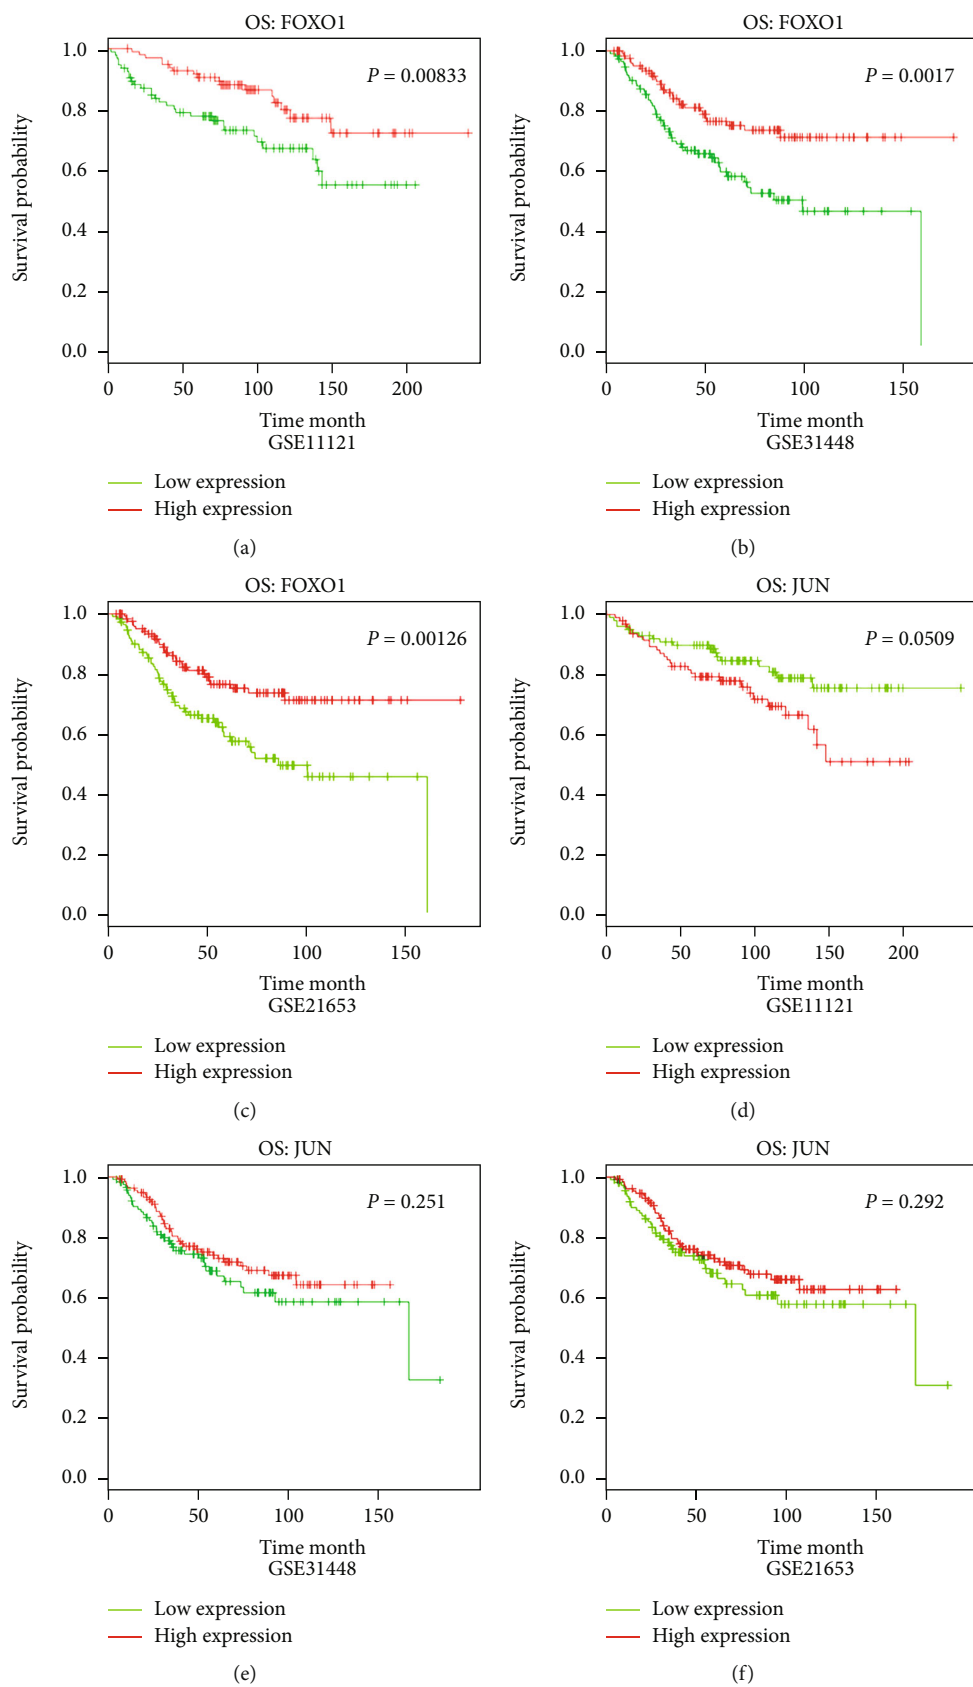 OS: FOXO1
P = 0.00833
Survival probability
1.0
0.8
0.6
0.4
0.2
0.0
0 50 100 150 200
Time month
GSE11121
Low expression
High expression
(a)
OS: FOXO1
P = 0.0017
Survival probability
1.0
0.8
0.6
0.4
0.2
0.0
0 50 100 150
Time month
GSE31448
Low expression
High expression
(b)
OS: FOXO1
P = 0.00126
Survival probability
1.0
0.8
0.6
0.4
0.2
0.0
0 50 100 150
Time month
GSE21653
Low expression
High expression
(c)
OS: JUN
P = 0.0509
Survival probability
1.0
0.8
0.6
0.4
0.2
0.0
0 50 100 200
Time month
GSE11121
Low expression
High expression
(d)
OS: JUN
P = 0.251
Survival probability
1.0
0.8
0.6
0.4
0.2
0.0
0 50 100 150
Time month
GSE31448
Low expression
High expression
(e)
OS: JUN
P = 0.292
Survival probability
1.0
0.8
0.6
0.4
0.2
0.0
0 50 100 150
Time month
GSE21653
Low expression
High expression
(f)